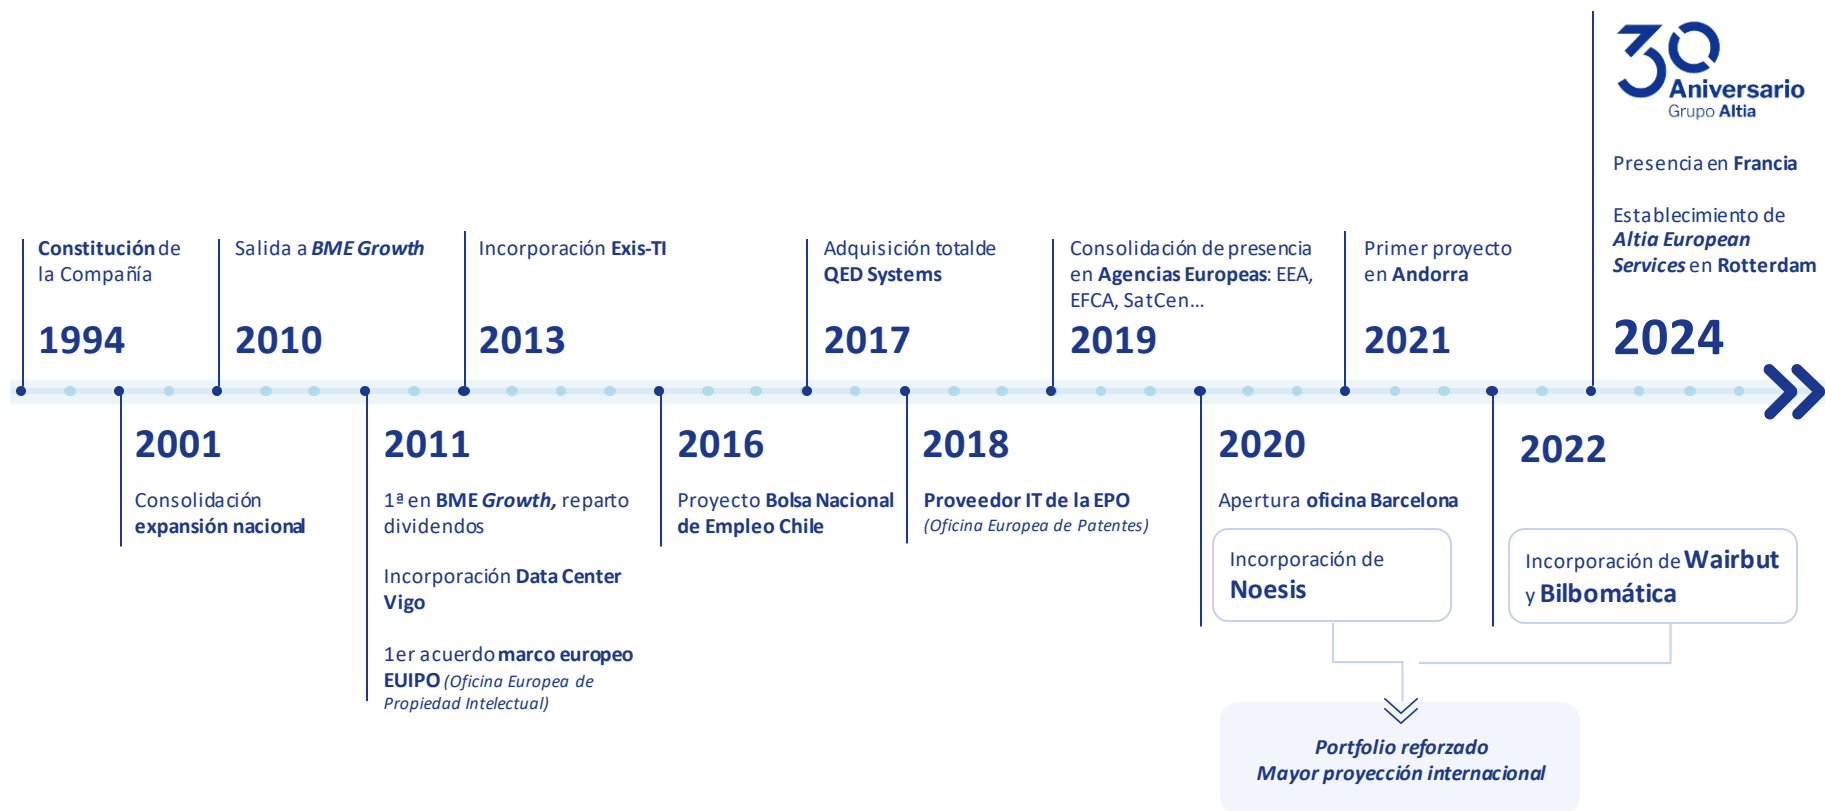 30
Aniversario
Grupo Altia
Presencia en Francia
Establecimiento de
Altia European
Services en Rotterdam
2024
Constitución de
la Compañía
1994
Salida a BME Growth
2010
Incorporación Exis-TI
2013
Adquisición totalde
QED Systems
2017
Consolidación de presencia
en Agencias Europeas: EEA,
EFCA, SatCen...
2019
Primer proyecto
en Andorra
2021
2001
Consolidación
expansión nacional
2011
1ª en BME Growth, reparto
dividendos
Incorporación Data Center
Vigo
1er acuerdo marco europeo
EUIPO (Oficina Europea de
Propiedad Intelectual)
2016
Proyecto Bolsa Nacional
de Empleo Chile
2018
Proveedor IT de la EPO
(Oficina Europea de Patentes)
2020
Apertura oficina Barcelona
Incorporación de
Noesis
2022
Incorporación de Wairbut
y Bilbomática
Portfolio reforzado
Mayor proyección internacional